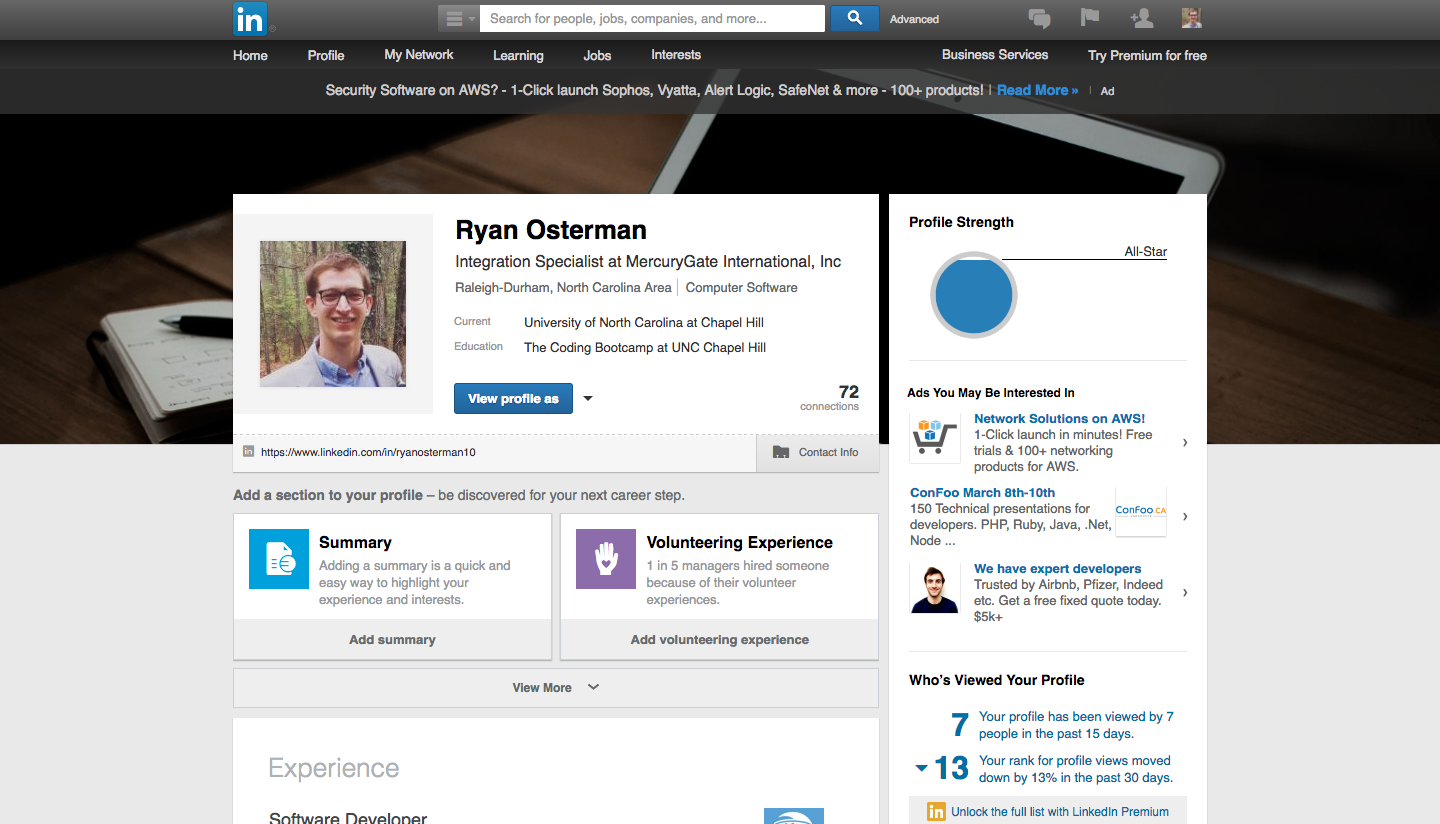 in
Search for people, jobs, companies, and more...
Advanced
Home
Profile
My Network
Learning
Jobs
Interests
Business Services
Try Premium for free
Security Software on AWS? - 1-Click launch Sophos, Vyatta, Alert Logic, SafeNet & more - 100+ products! | Read More » | Ad
Ryan Osterman
Integration Specialist at MercuryGate International, Inc
Raleigh-Durham, North Carolina Area | Computer Software
Current University of North Carolina at Chapel Hill
Education The Coding Bootcamp at UNC Chapel Hill
View profile as
72
connections
in https://www.linkedin.com/in/ryanosterman10
Contact Info
Add a section to your profile – be discovered for your next career step.
Summary
Adding a summary is a quick and
easy way to highlight your
experience and interests.
Add summary
Volunteering Experience
1 in 5 managers hired someone
because of their volunteer
experiences.
Add volunteering experience
View More
Experience
Software Developer
Profile Strength
All-Star
Ads You May Be Interested In
Network Solutions on AWS!
1-Click launch in minutes! Free
trials & 100+ networking
products for AWS.
ConFoo March 8th-10th
150 Technical presentations for
developers. PHP, Ruby, Java, .Net,
Node ...
ConFoo CA
We have expert developers
Trusted by Airbnb, Pfizer, Indeed
etc. Get a free fixed quote today.
$5k+
Who's Viewed Your Profile
7
Your profile has been viewed by 7
people in the past 15 days.
13
Your rank for profile views moved
down by 13% in the past 30 days.
in Unlock the full list with LinkedIn Premium